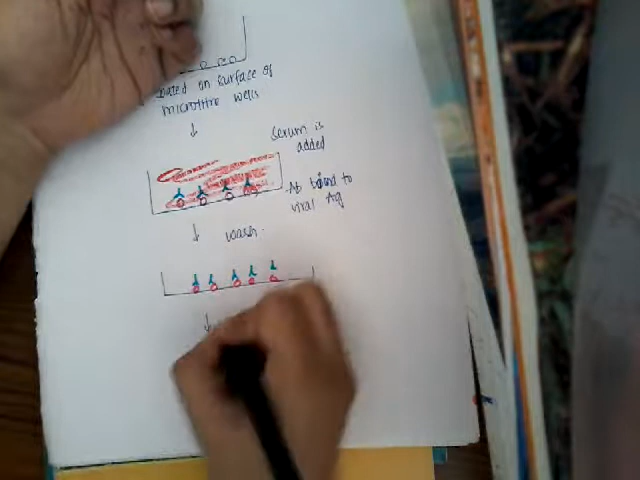 coated on surface of
microtitre wells
Serum is
added
Ab bound to
viral Ag
wash.